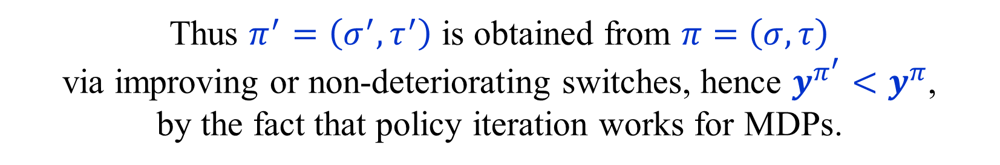 Thus π′ = (σ′, τ′) is obtained from π = (σ, τ)
via improving or non-deteriorating switches, hence y^π′ < y^π,
by the fact that policy iteration works for MDPs.